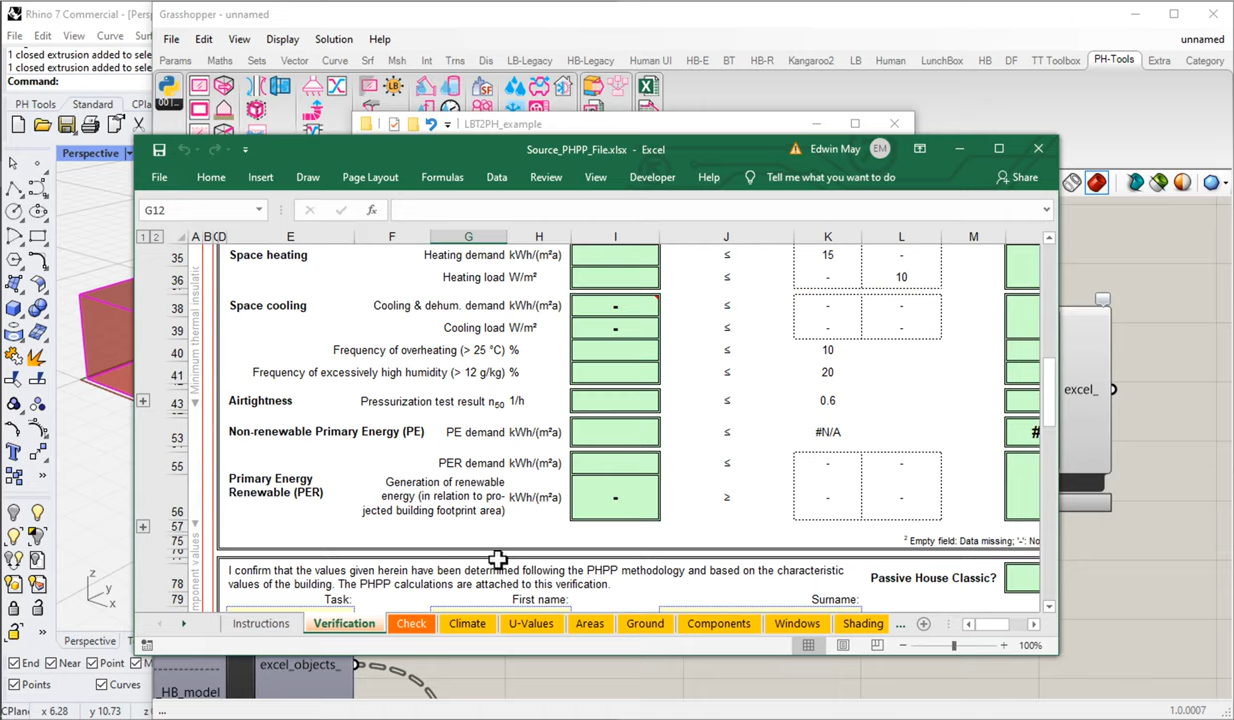 Rhino 7 Commercial - [Persp
Grasshopper - unnamed
File Edit View Curve Surf
File Edit View Display Solution Help
unnamed
1 closed extrusion added to sele
1 closed extrusion added to sele
Command:
Params Maths Sets Vector Curve Srf Msh Int Trns Dis LB-Legacy HB-Legacy Human UI HB-E BT HB-R Kangaroo2 LB Human LunchBox HB DF TT Toolbox PH-Tools Extra Category
PH Tools Standard CPla
LBT2PH_example
Perspective
Source_PHPP_File.xlsx - Excel
Edwin May EM
File Home Insert Draw Page Layout Formulas Data Review View Developer Help Tell me what you want to do Share
G12
fx
1 2 A B C D E F G H I J K L M
35 Space heating Heating demand kWh/(m²a) ≤ 15 -
36 Heating load W/m² ≤ - 10
38 Space cooling Cooling & dehum. demand kWh/(m²a) - ≤ - -
39 Cooling load W/m² - ≤ - -
40 Frequency of overheating (> 25 °C) % ≤ 10
41 Frequency of excessively high humidity (> 12 g/kg) % ≤ 20
43 Airtightness Pressurization test result n50 1/h ≤ 0.6
53 Non-renewable Primary Energy (PE) PE demand kWh/(m²a) ≤ #N/A #
55 PER demand kWh/(m²a) ≤ - -
Primary Energy
Renewable (PER)
Generation of renewable
energy (in relation to pro-
jected building footprint area)
kWh/(m²a) - ≥ - -
56
57
75
2 Empty field: Data missing; '-': No
76
78
79
I confirm that the values given herein have been determined following the PHPP methodology and based on the characteristic
values of the building. The PHPP calculations are attached to this verification.
Passive House Classic?
Task: First name: Surname:
Minimum thermal insulatic
ponent values
excel_
Instructions Verification Check Climate U-Values Areas Ground Components Windows Shading ...
100%
z
y
x
Perspective
End Near Point M
Points Curves
excel_objects_
_HB_model
CPlane x 6.28 y 10.73 z
...
1.0.0007